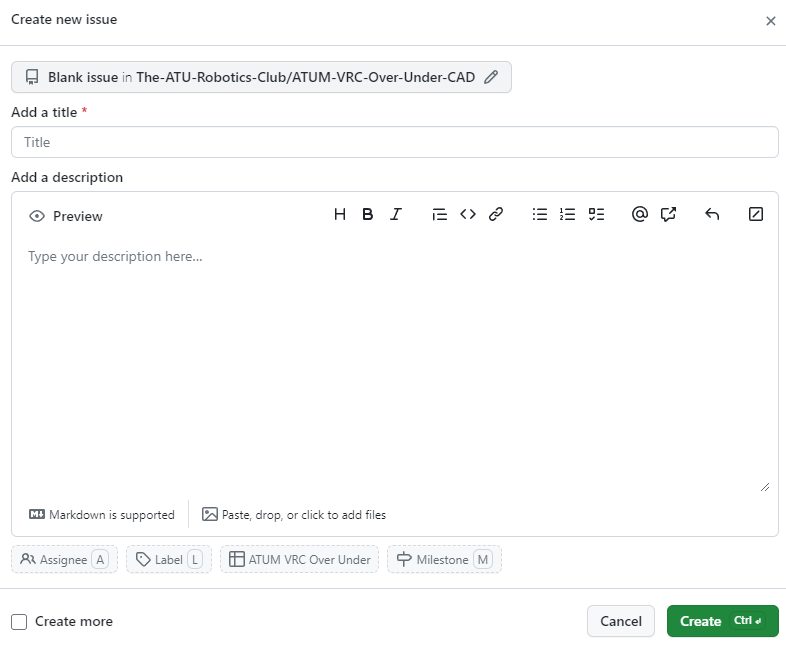 Create new issue
Blank issue in The-ATU-Robotics-Club/ATUM-VRC-Over-Under-CAD
Add a title *
Title
Add a description
Preview
Type your description here...
Markdown is supported
Paste, drop, or click to add files
Assignee A
Label L
ATUM VRC Over Under
Milestone M
Create more
Cancel
Create Ctrl ↵